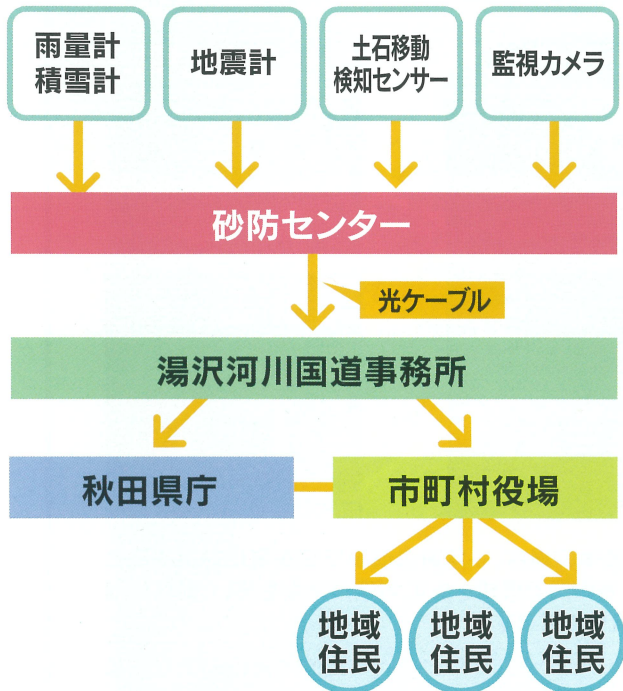 雨量計
積雪計
地震計
土石移動
検知センサー
監視カメラ
砂防センター
光ケーブル
湯沢河川国道事務所
秋田県庁
市町村役場
地域
住民
地域
住民
地域
住民